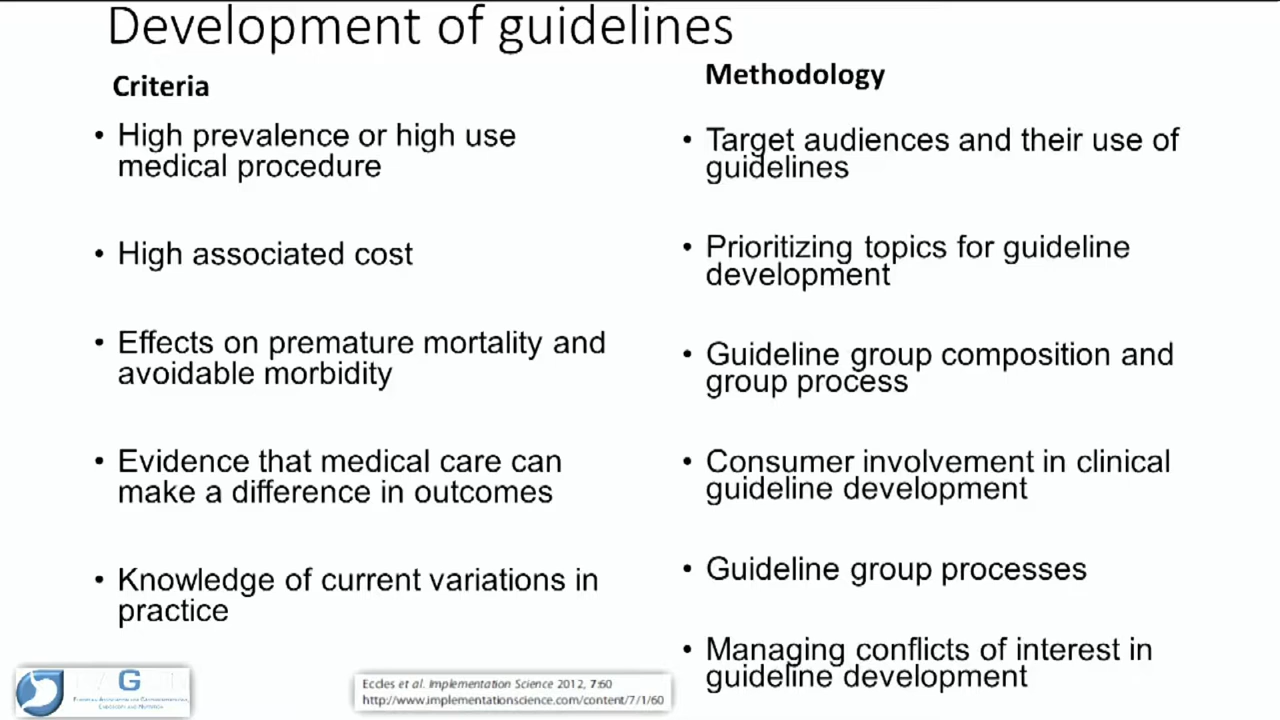 Development of guidelines
Criteria
• High prevalence or high use
medical procedure
• High associated cost
• Effects on premature mortality and
avoidable morbidity
• Evidence that medical care can
make a difference in outcomes
• Knowledge of current variations in
practice
Methodology
• Target audiences and their use of
guidelines
• Prioritizing topics for guideline
development
• Guideline group composition and
group process
• Consumer involvement in clinical
guideline development
• Guideline group processes
• Managing conflicts of interest in
guideline development
G
Eccles et al. Implementation Science 2012, 7:60
http://www.implementationscience.com/content/7/1/60